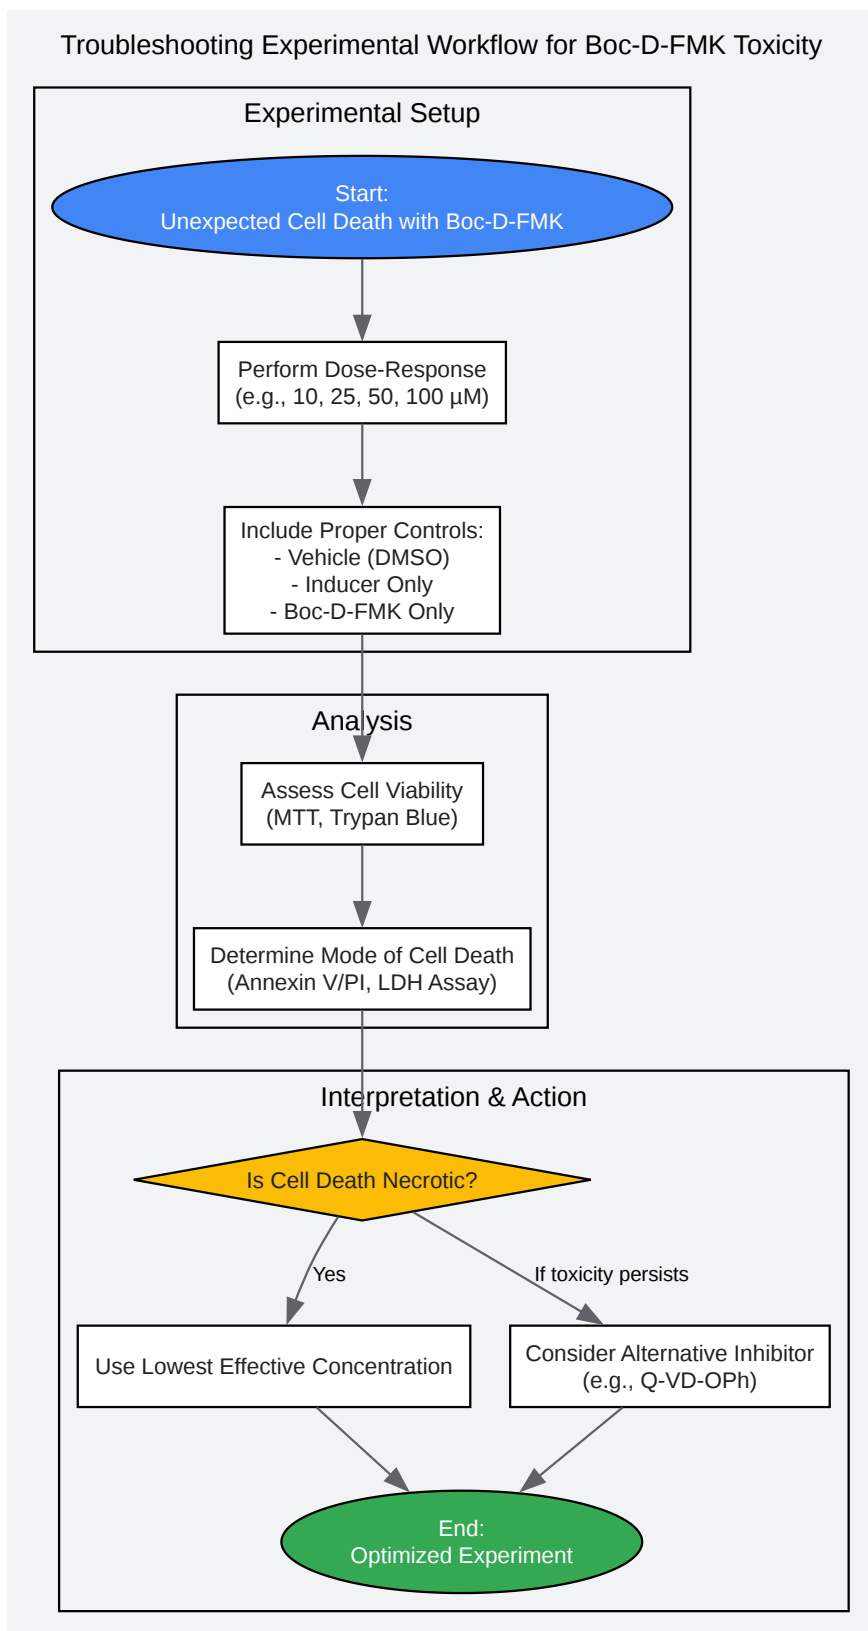 Troubleshooting Experimental Workflow for Boc-D-FMK Toxicity
Experimental Setup
Start:
Unexpected Cell Death with Boc-D-FMK
Perform Dose-Response
(e.g., 10, 25, 50, 100 µM)
Include Proper Controls:
- Vehicle (DMSO)
- Inducer Only
- Boc-D-FMK Only
Analysis
Assess Cell Viability
(MTT, Trypan Blue)
Determine Mode of Cell Death
(Annexin V/PI, LDH Assay)
Interpretation & Action
Is Cell Death Necrotic?
Yes
If toxicity persists
Use Lowest Effective Concentration
Consider Alternative Inhibitor
(e.g., Q-VD-OPh)
End:
Optimized Experiment